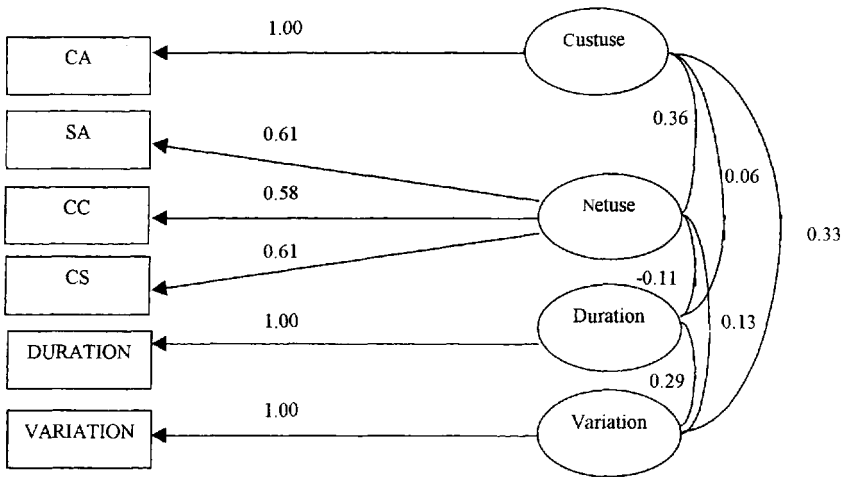 1.00
Custuse
CA
0.36
SA
0.61
0.06
CC
0.58
Netuse
0.33
CS
0.61
-0.11
Duration
0.13
DURATION
1.00
0.29
VARIATION
1.00
Variation